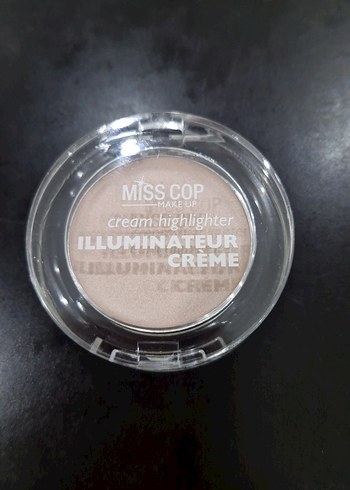 MISS COP
MAKE UP
cream highlighter
ILLUMINATEUR
CRÈME